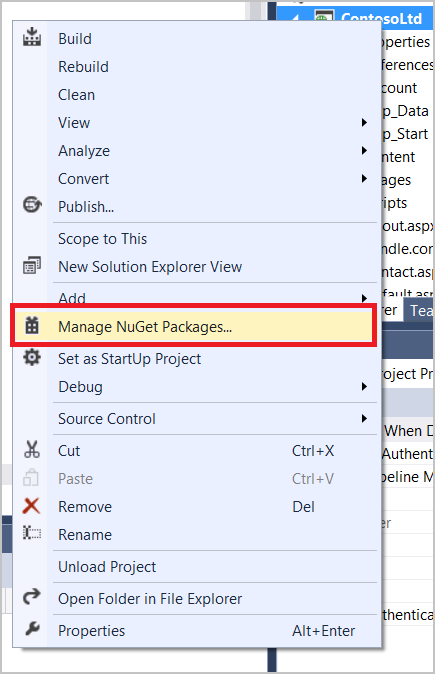 ContosoLtd
Build
Rebuild
Clean
View
Analyze
Convert
Publish...
Scope to This
New Solution Explorer View
Add
Manage NuGet Packages...
Set as StartUp Project
Debug
Source Control
Cut Ctrl+X
Paste Ctrl+V
Remove Del
Rename
Unload Project
Open Folder in File Explorer
Properties Alt+Enter
roperties
ferences
count
p_Data
p_Start
ntent
ages
ripts
out.aspx
ndle.con
ntact.as
fault.asp
rer Tea
roject Pr
When D
Authent
peline M
er
thentica